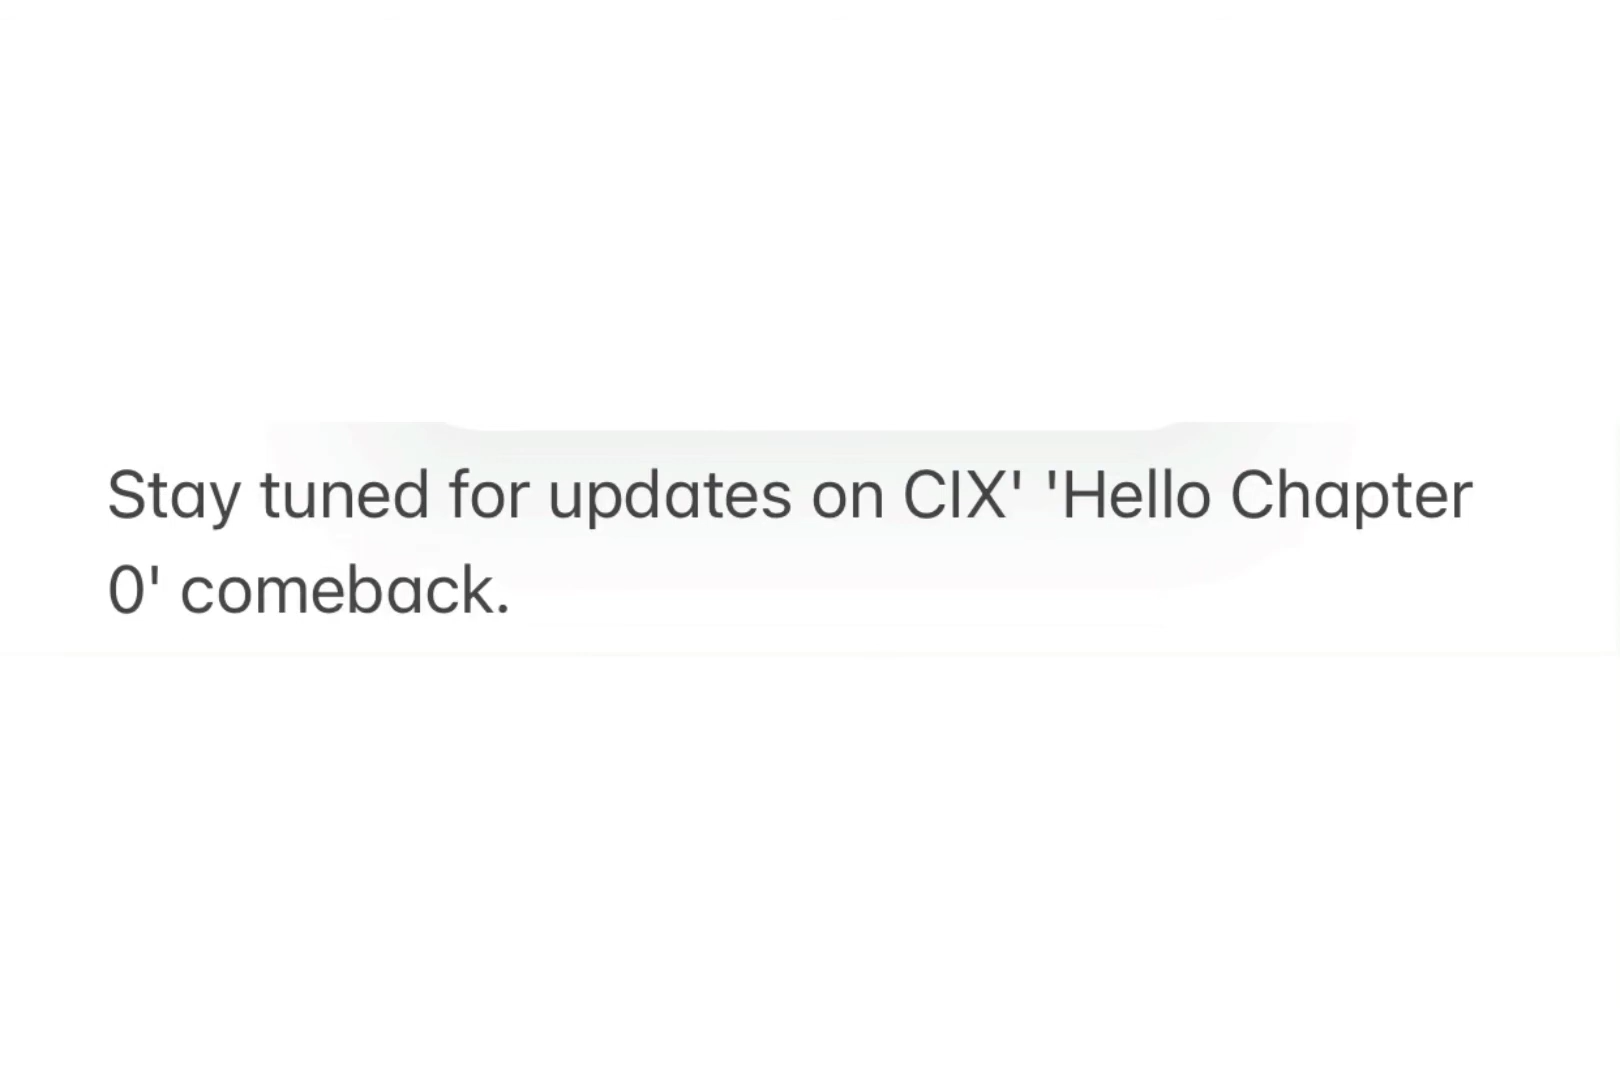 Stay tuned for updates on CIX' 'Hello Chapter
0' comeback.